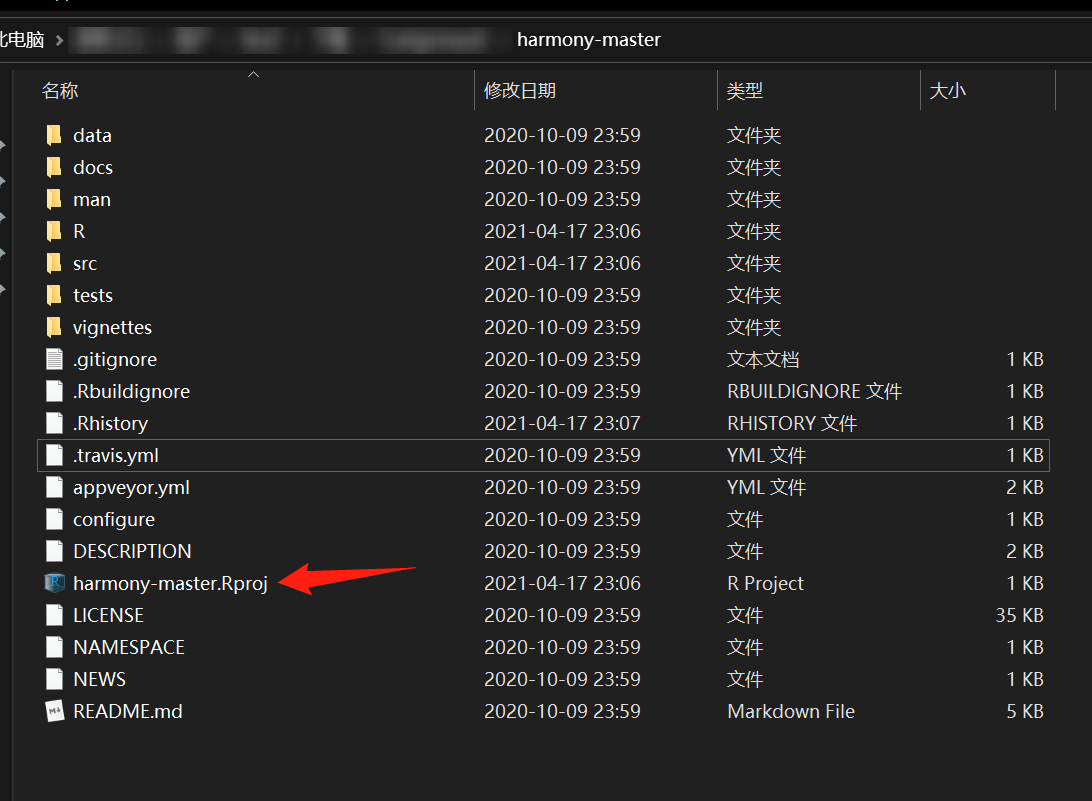 电脑 > harmony-master
名称 修改日期 类型 大小
data 2020-10-09 23:59 文件夹
docs 2020-10-09 23:59 文件夹
man 2020-10-09 23:59 文件夹
R 2021-04-17 23:06 文件夹
src 2021-04-17 23:06 文件夹
tests 2020-10-09 23:59 文件夹
vignettes 2020-10-09 23:59 文件夹
.gitignore 2020-10-09 23:59 文本文档 1 KB
.Rbuildignore 2020-10-09 23:59 RBUILDIGNORE 文件 1 KB
.Rhistory 2021-04-17 23:07 RHISTORY 文件 1 KB
.travis.yml 2020-10-09 23:59 YML 文件 1 KB
appveyor.yml 2020-10-09 23:59 YML 文件 2 KB
configure 2020-10-09 23:59 文件 1 KB
DESCRIPTION 2020-10-09 23:59 文件 2 KB
harmony-master.Rproj 2021-04-17 23:06 R Project 1 KB
LICENSE 2020-10-09 23:59 文件 35 KB
NAMESPACE 2020-10-09 23:59 文件 1 KB
NEWS 2020-10-09 23:59 文件 1 KB
README.md 2020-10-09 23:59 Markdown File 5 KB